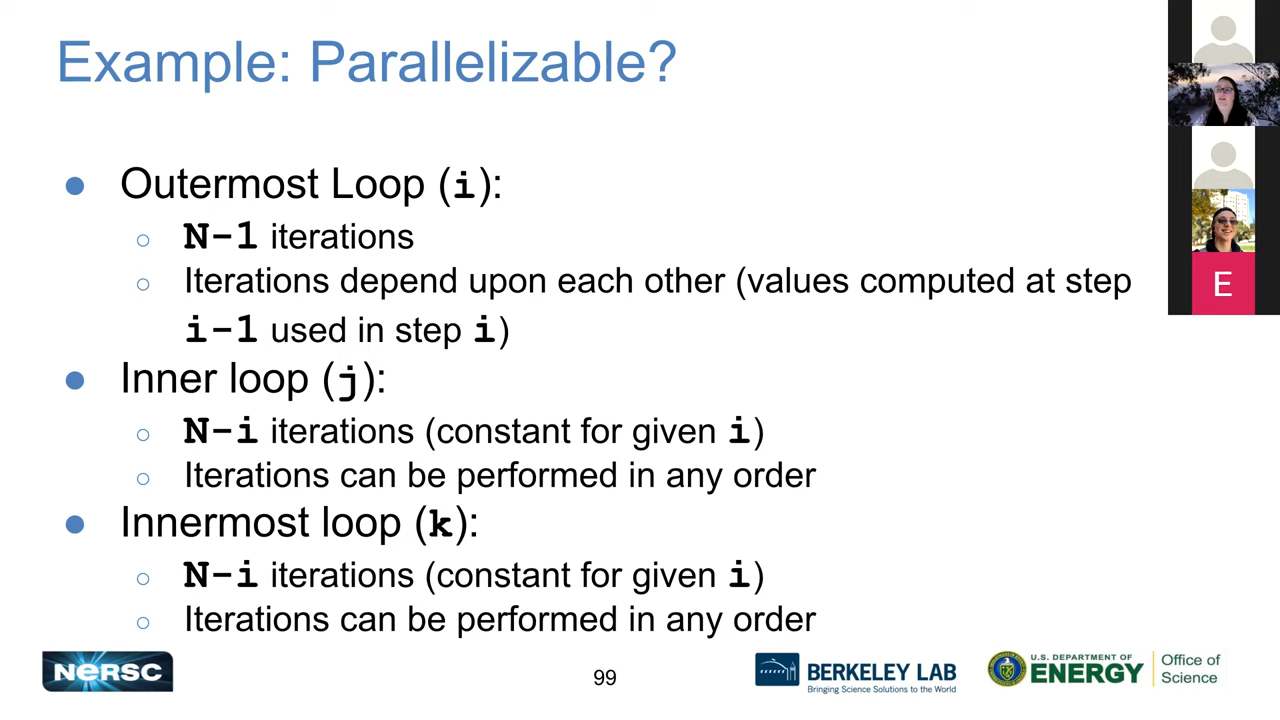 Example: Parallelizable?
● Outermost Loop (i):
○ N-1 iterations
○ Iterations depend upon each other (values computed at step
i-1 used in step i)
● Inner loop (j):
○ N-i iterations (constant for given i)
○ Iterations can be performed in any order
● Innermost loop (k):
○ N-i iterations (constant for given i)
○ Iterations can be performed in any order
E
NERSC
99
BERKELEY LAB
Bringing Science Solutions to the World
U.S. DEPARTMENT OF
ENERGY
Office of
Science